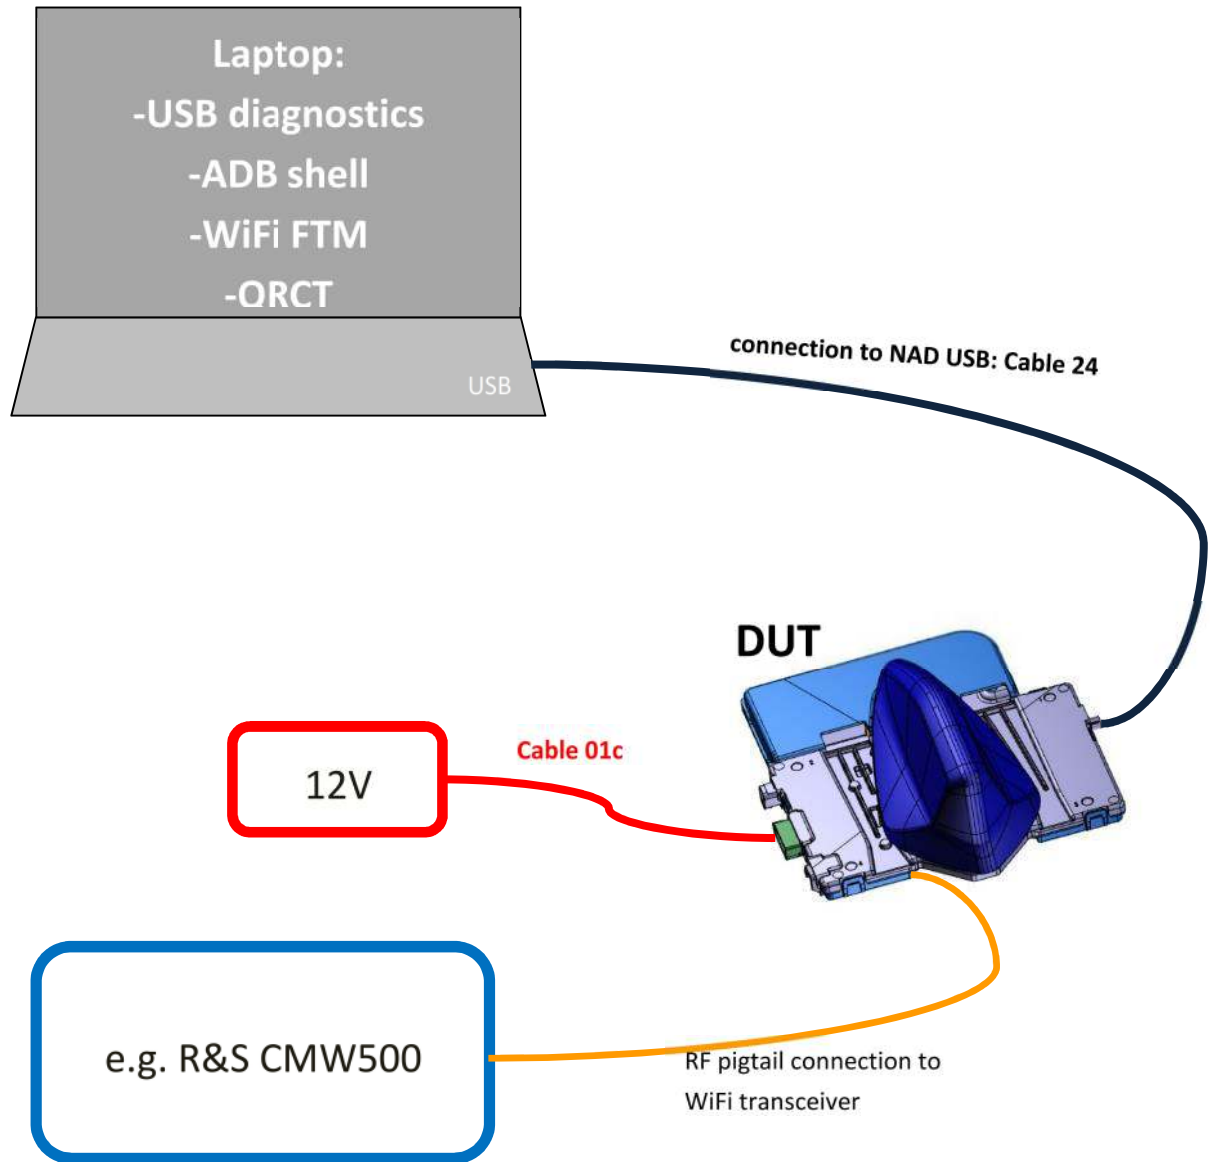 Laptop:
-USB diagnostics
-ADB shell
-WiFi FTM
-QRCT
USB
connection to NAD USB: Cable 24
DUT
Cable 01c
12V
e.g. R&S CMW500
RF pigtail connection to
WiFi transceiver